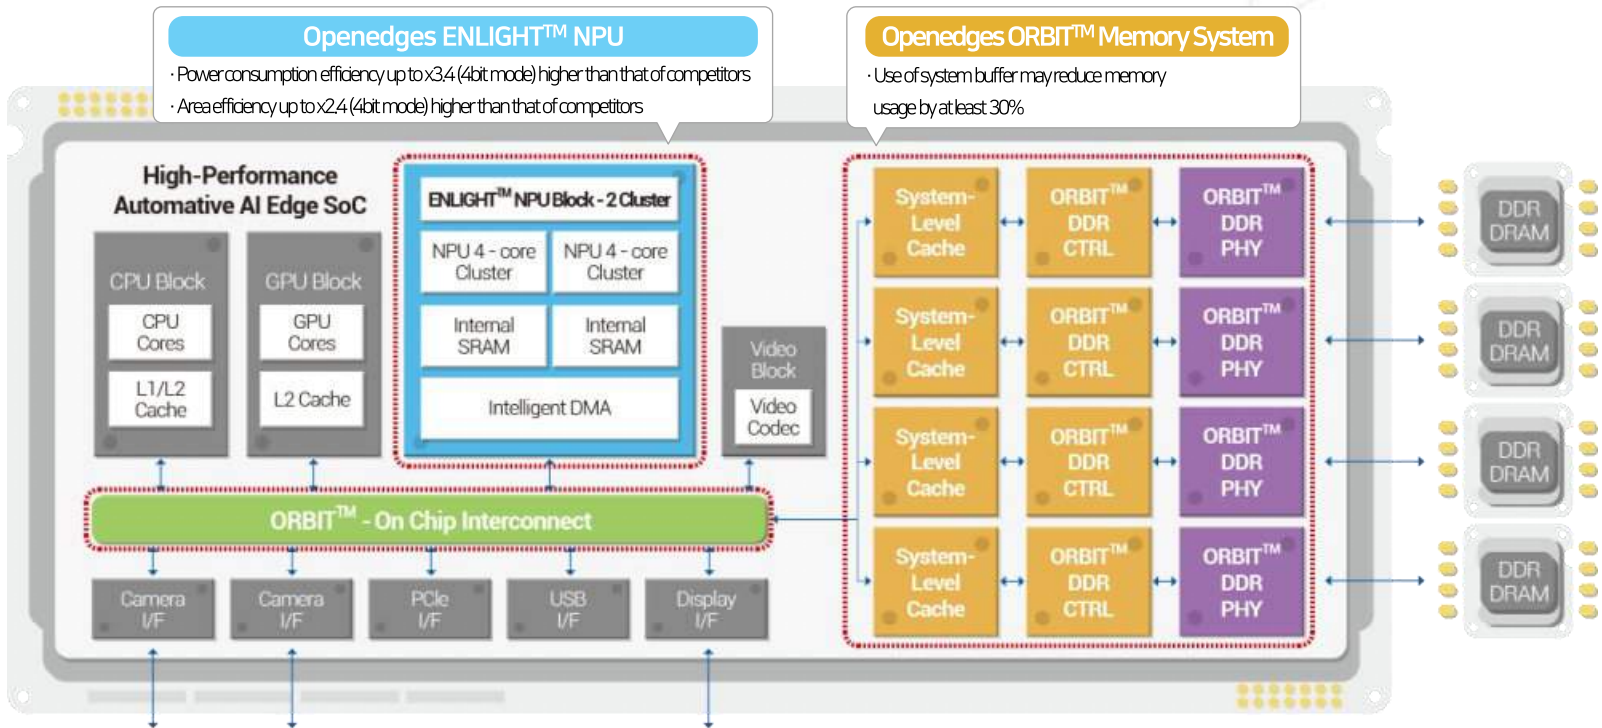 Openedges ENLIGHT™ NPU
· Power consumption efficiency up to x3.4 (4bit mode) higher than that of competitors
· Area efficiency up to x2.4 (4bit mode) higher than that of competitors
Openedges ORBIT™ Memory System
· Use of system buffer may reduce memory
usage by at least 30%
High-Performance
Automative AI Edge SoC
CPU Block
CPU
Cores
L1/L2
Cache
GPU Block
GPU
Cores
L2 Cache
ENLIGHT™ NPU Block - 2 Cluster
NPU 4 - core
Cluster
NPU 4 - core
Cluster
Internal
SRAM
Internal
SRAM
Intelligent DMA
Video
Block
Video
Codec
ORBIT™ - On Chip Interconnect
Camera
I/F
Camera
I/F
PCIe
I/F
USB
I/F
Display
I/F
System-
Level
Cache
ORBIT™
DDR
CTRL
ORBIT™
DDR
PHY
DDR
DRAM
System-
Level
Cache
ORBIT™
DDR
CTRL
ORBIT™
DDR
PHY
DDR
DRAM
System-
Level
Cache
ORBIT™
DDR
CTRL
ORBIT™
DDR
PHY
DDR
DRAM
System-
Level
Cache
ORBIT™
DDR
CTRL
ORBIT™
DDR
PHY
DDR
DRAM